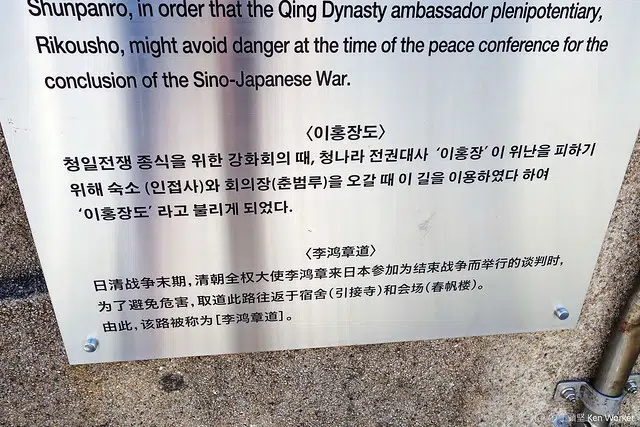 Shunpanro, in order that the Qing Dynasty ambassador plenipotentiary,
Rikousho, might avoid danger at the time of the peace conference for the
conclusion of the Sino-Japanese War.
〈이홍장도〉
청일전쟁 종식을 위한 강화회의 때, 청나라 전권대사 ‘이홍장’ 이 위난을 피하기
위해 숙소 (인접사)와 회의장(춘범루)을 오갈 때 이 길을 이용하였다 하여
‘이홍장도’ 라고 불리게 되었다.
〈李鸿章道〉
日清战争末期，清朝全权大使李鸿章来日本参加为结束战争而举行的谈判时，
为了避免危害，取道此路往返于宿舍（引接寺）和会场（春帆楼）。
由此，该路被称为［李鸿章道］。
Ken Worker